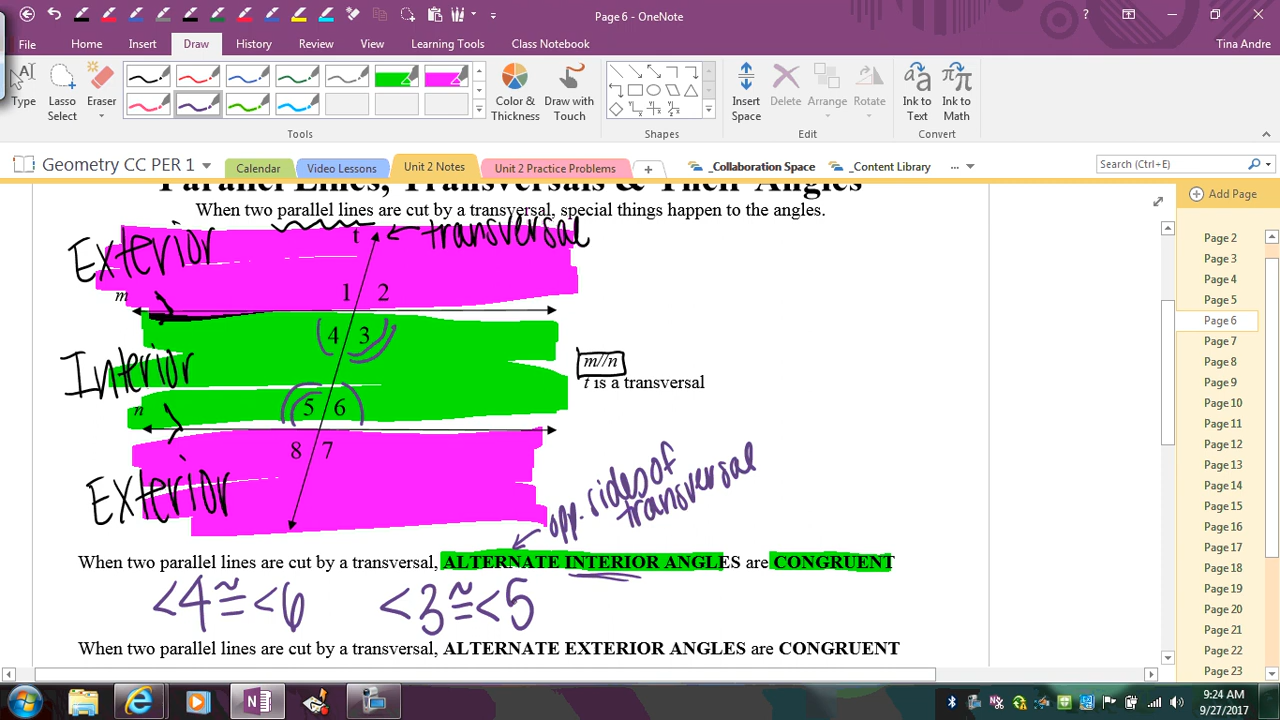 Page 6 - OneNote
?
File
Home
Insert
Draw
History
Review
View
Learning Tools
Class Notebook
Tina Andre
Type
Lasso Select
Eraser
Color & Thickness
Draw with Touch
Insert Space
Delete
Arrange
Rotate
Ink to Text
Ink to Math
Tools
Shapes
Edit
Convert
Geometry CC PER 1
Calendar
Video Lessons
Unit 2 Notes
Unit 2 Practice Problems
_Collaboration Space
_Content Library
...
Search (Ctrl+E)
Add Page
Parallel Lines, Transversals & Their Angles
When two parallel lines are cut by a transversal, special things happen to the angles.
Exterior
t
transversal
m
1 2
4 3
Interior
m//n
t is a transversal
n
5 6
8 7
Exterior
opp. sides of
transversal
When two parallel lines are cut by a transversal, ALTERNATE INTERIOR ANGLES are CONGRUENT
<4≅<6 <3≅<5
When two parallel lines are cut by a transversal, ALTERNATE EXTERIOR ANGLES are CONGRUENT
Page 2
Page 3
Page 4
Page 5
Page 6
Page 7
Page 8
Page 9
Page 10
Page 11
Page 12
Page 13
Page 14
Page 15
Page 16
Page 17
Page 18
Page 19
Page 20
Page 21
Page 22
Page 23
9:24 AM
9/27/2017